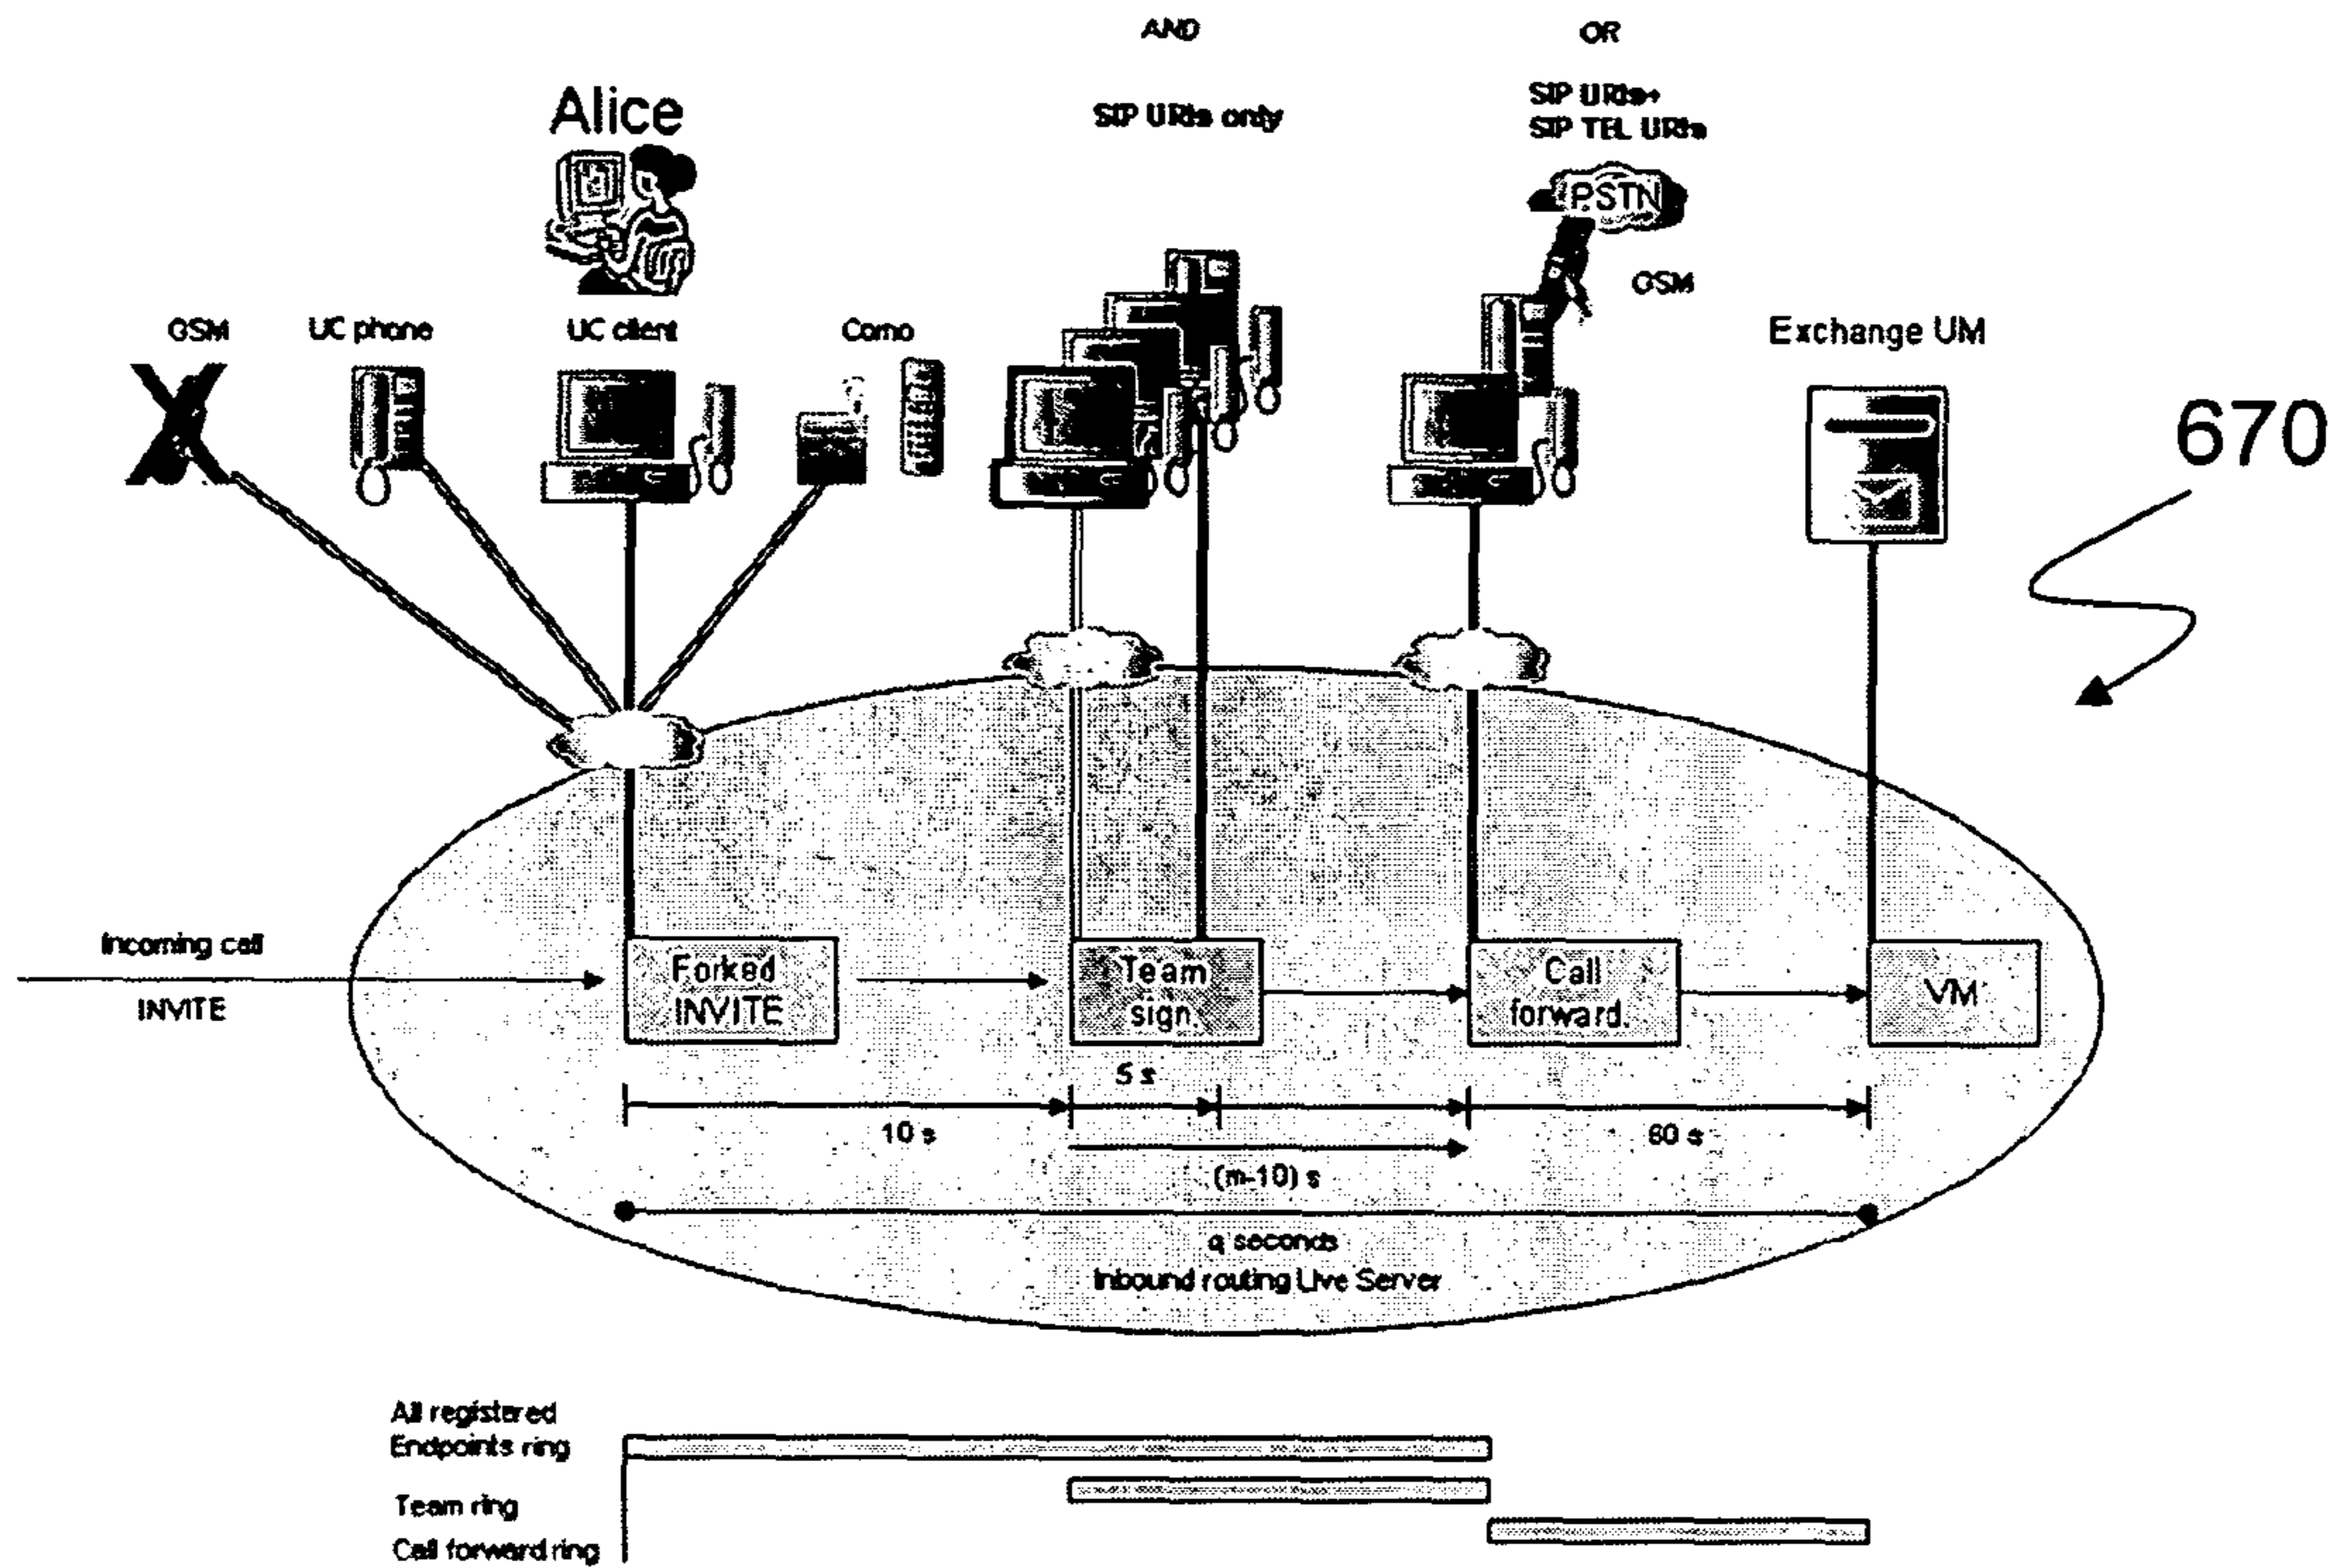 AND
OR
SIP URIs only
SIP URIs+
SIP TEL URIs
Alice
PSTN
GSM
GSM
UC phone
UC client
Como
Exchange UM
670
Incoming call
INVITE
Forked
INVITE
Team
sign.
Call
forward.
VM
5 s
10 s
60 s
(m-10) s
q seconds
Inbound routing Live Server
All registered
Endpoints ring
Team ring
Call forward ring